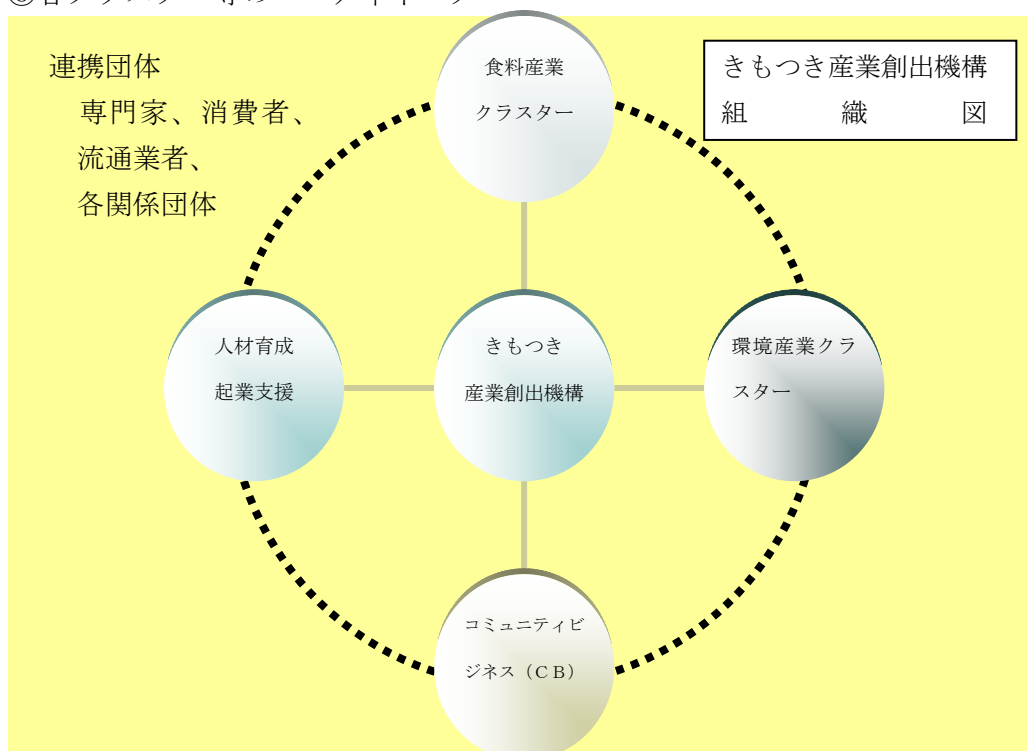 連携団体
専門家、消費者、
流通業者、
各関係団体
きもつき産業創出機構
組織図
食料産業
クラスター
人材育成
起業支援
きもつき
産業創出機構
環境産業クラ
スター
コミュニティビ
ジネス（ＣＢ）